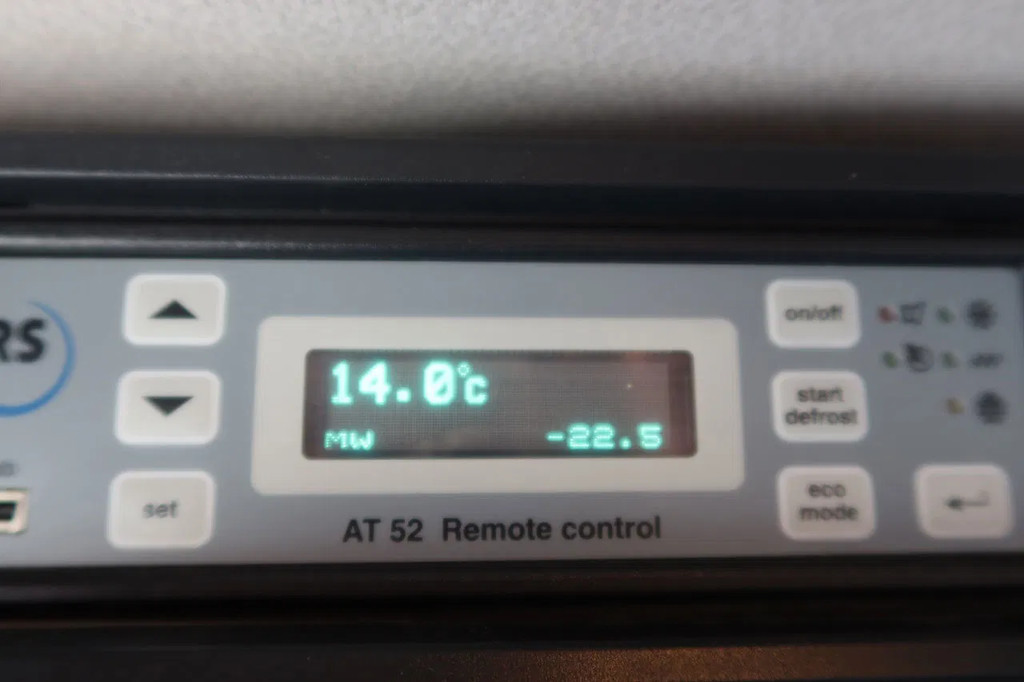 RS
14.0°C
MW -22.5
set
AT 52 Remote control
on/off
start
defrost
eco
mode